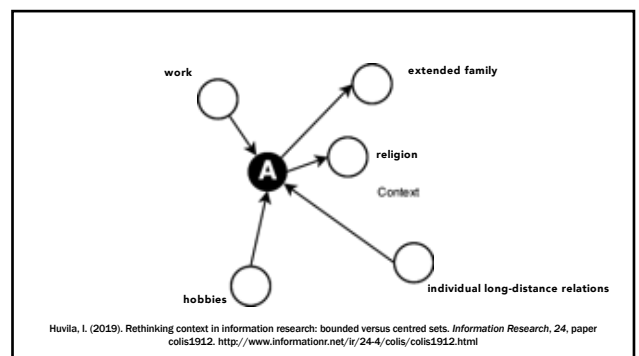 work
extended family
A
religion
Context
individual long-distance relations
hobbies
Huvila, I. (2019). Rethinking context in information research: bounded versus centred sets. Information Research, 24, paper
colis1912. http://www.informationr.net/ir/24-4/colis/colis1912.html